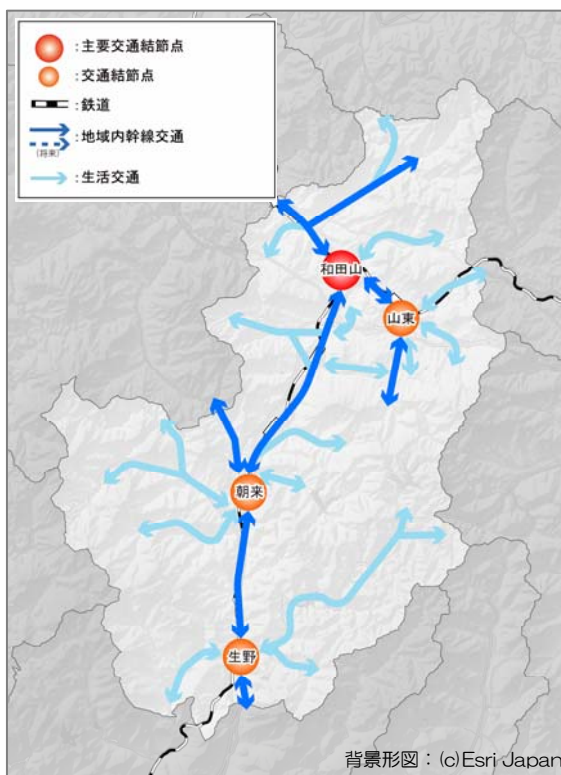 ：主要交通結節点
：交通結節点
：鉄道
：地域内幹線交通
(将来)
：生活交通
和田山
山東
朝来
生野
背景形図：(c)Esri Japan